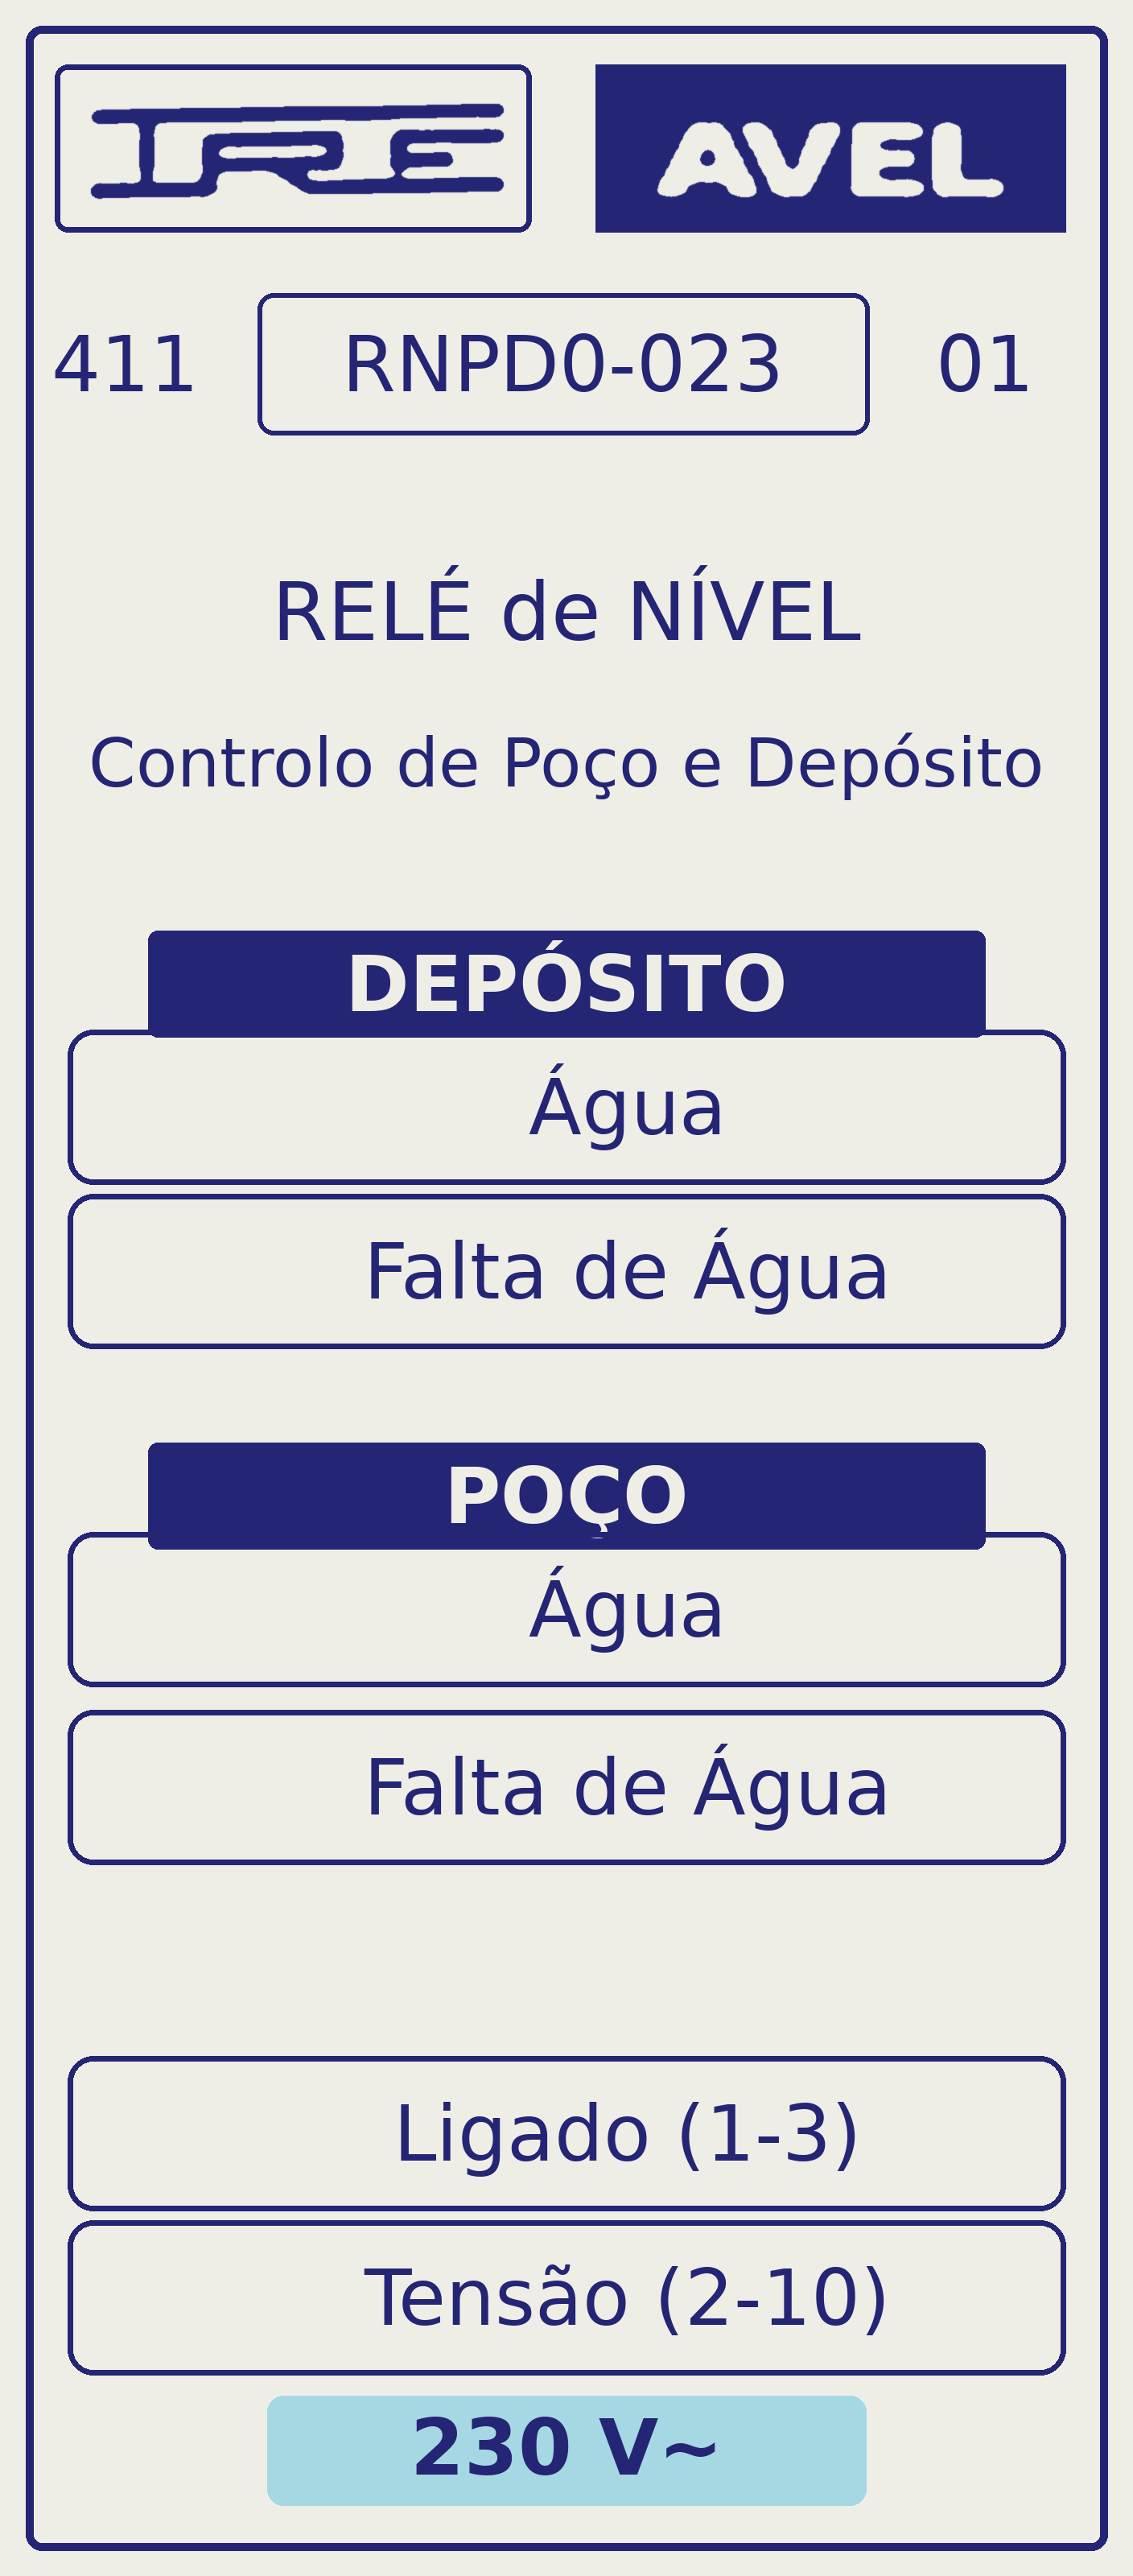 IRE AVEL
411 RNPD0-023 01
RELÉ de NÍVEL
Controlo de Poço e Depósito
DEPÓSITO
Água
Falta de Água
POÇO
Água
Falta de Água
Ligado (1-3)
Tensão (2-10)
230 V~